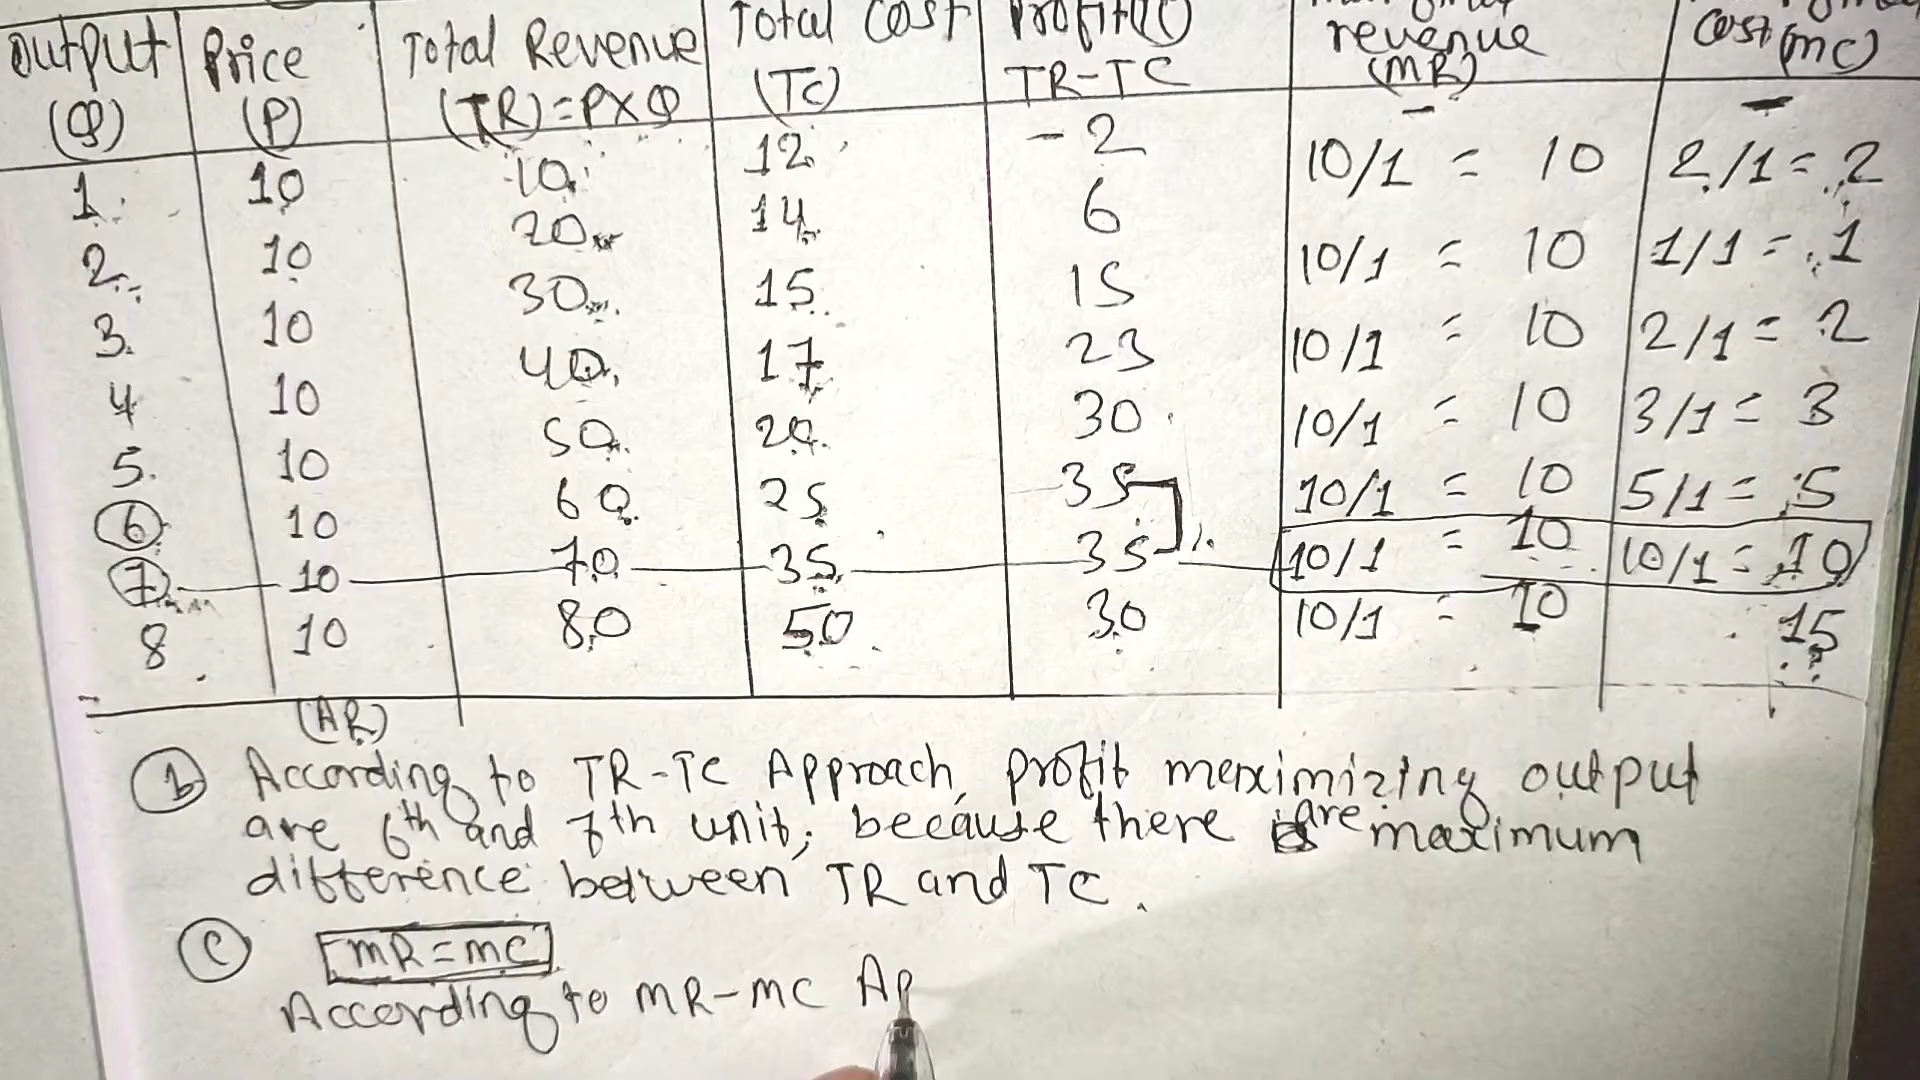 Output Price Total Revenue Total Cost Profit(π) revenue cost (MC)
(Q) (P) (TR)=P×Q (TC) TR-TC (MR)
1. 10 10 12 -2 - -
2. 10 20 14 6 10/1 = 10 2/1 = 2
3. 10 30 15 15 10/1 = 10 1/1 = 1
4 10 40 17 23 10/1 = 10 2/1 = 2
5. 10 50 20 30 10/1 = 10 3/1 = 3
6 10 60 25 35 10/1 = 10 5/1 = 5
7 10 70 35 35 10/1 = 10 10/1 = 10
8 10 80 50 30 10/1 = 10 15
(AR)
(b) According to TR-TC Approach, profit meximizing output
are 6th and 7th unit, because there are maximum
difference between TR and TC.
(c) MR=MC
According to MR-MC Ap